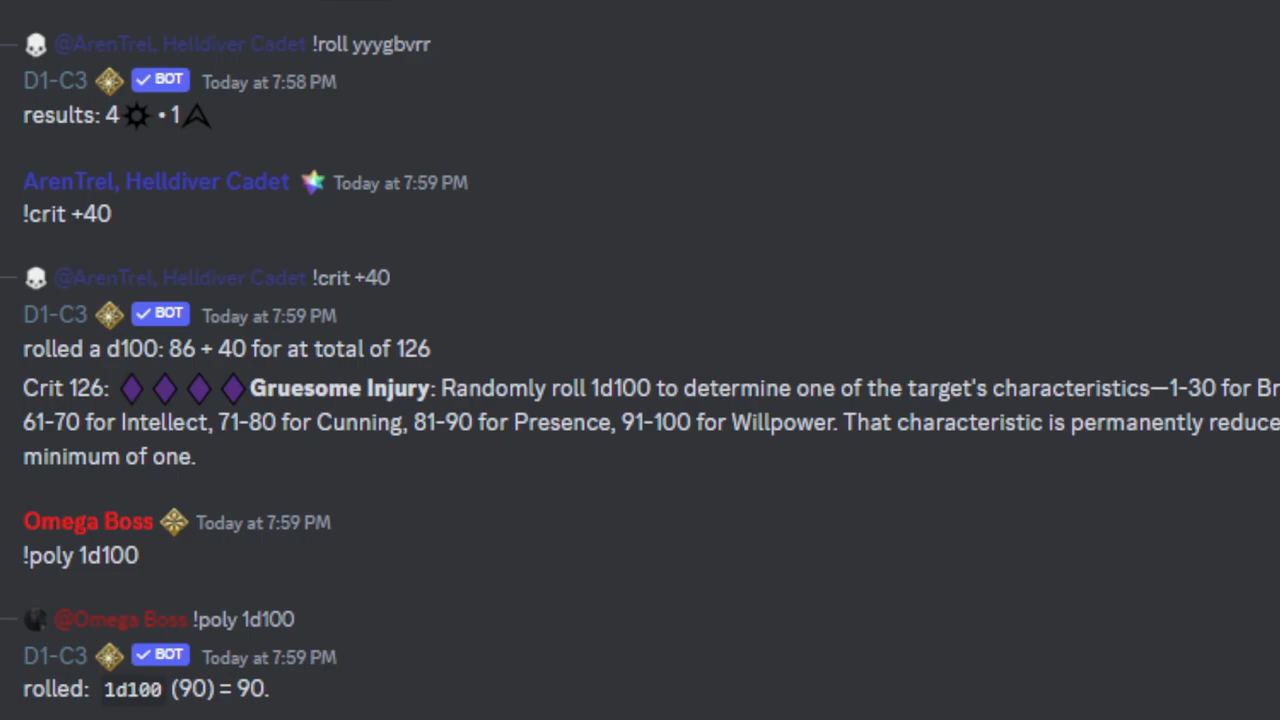 @ArenTrel, Helldiver Cadet !roll yyygbvrr
D1-C3 BOT Today at 7:58 PM
results: 4 • 1
ArenTrel, Helldiver Cadet Today at 7:59 PM
!crit +40
@ArenTrel, Helldiver Cadet !crit +40
D1-C3 BOT Today at 7:59 PM
rolled a d100: 86 + 40 for at total of 126
Crit 126: Gruesome Injury: Randomly roll 1d100 to determine one of the target's characteristics—1-30 for Br
61-70 for Intellect, 71-80 for Cunning, 81-90 for Presence, 91-100 for Willpower. That characteristic is permanently reduce
minimum of one.
Omega Boss Today at 7:59 PM
!poly 1d100
@Omega Boss !poly 1d100
D1-C3 BOT Today at 7:59 PM
rolled: 1d100 (90) = 90.